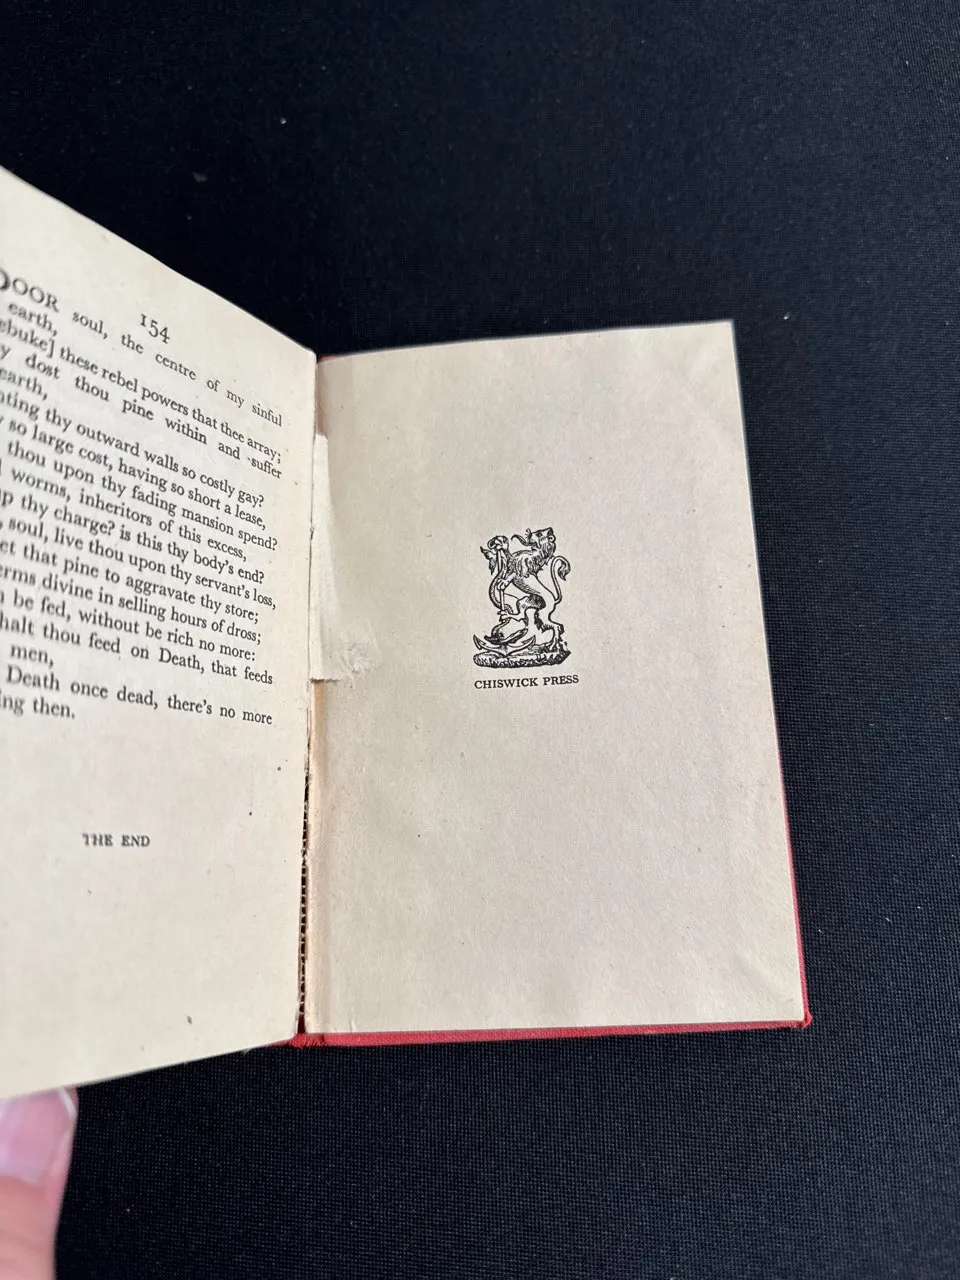 154
POOR soul, the centre of my sinful
earth,
ebuke] these rebel powers that thee array;
y dost thou pine within and suffer
earth,
nting thy outward walls so costly gay?
y so large cost, having so short a lease,
thou upon thy fading mansion spend?
l worms, inheritors of this excess,
up thy charge? is this thy body's end?
, soul, live thou upon thy servant's loss,
et that pine to aggravate thy store;
erms divine in selling hours of dross;
n be fed, without be rich no more:
halt thou feed on Death, that feeds
men,
Death once dead, there's no more
ing then.
THE END
CHISWICK PRESS